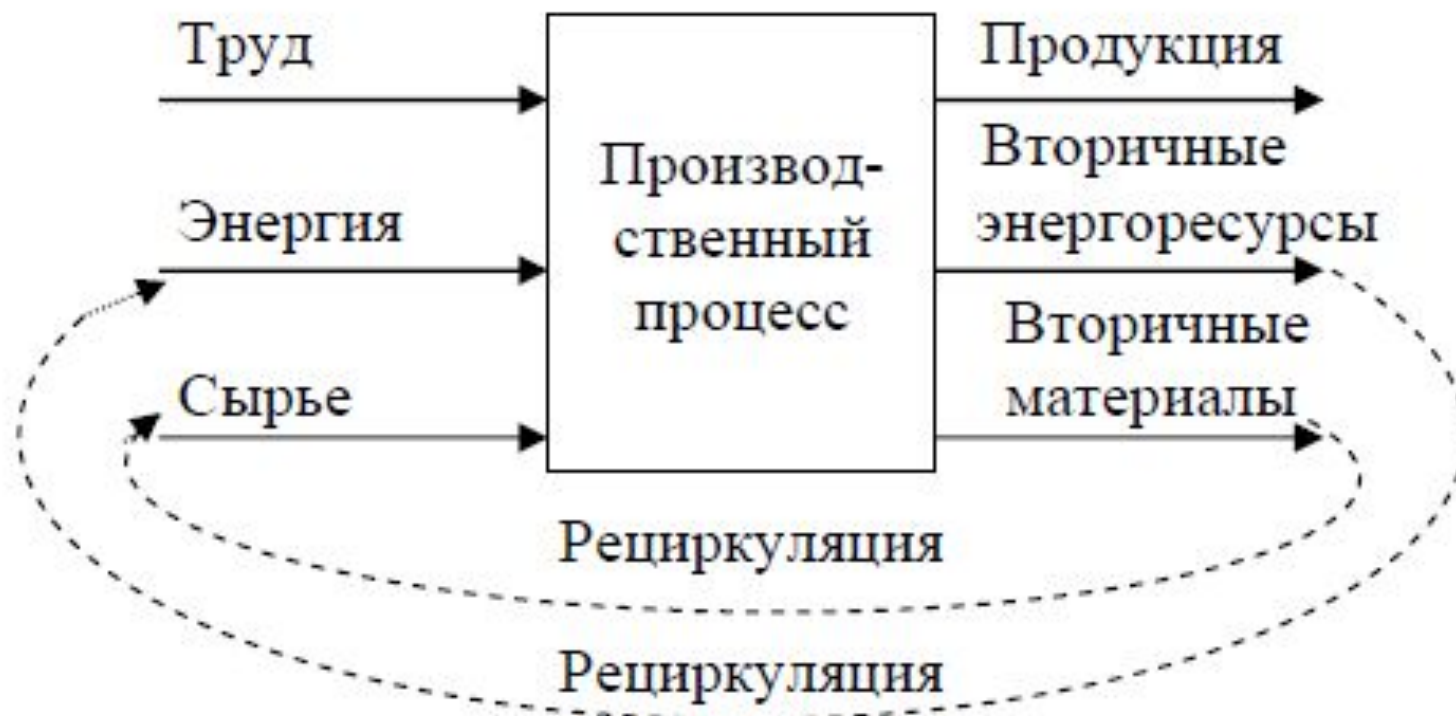 Труд
Продукция
Производ-
ственный
процесс
Энергия
Вторичные
энергоресурсы
Сырье
Вторичные
материалы
Рециркуляция
Рециркуляция